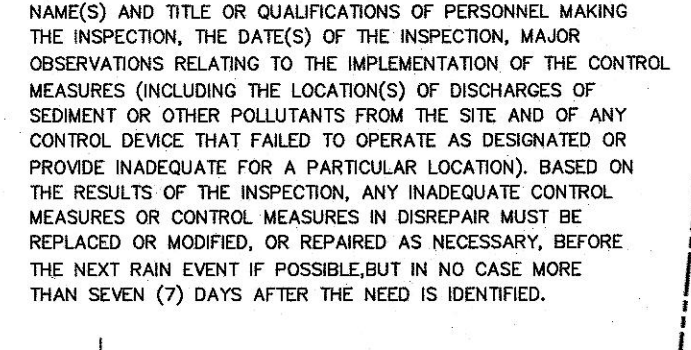 NAME(S) AND TITLE OR QUALIFICATIONS OF PERSONNEL MAKING
THE INSPECTION, THE DATE(S) OF THE INSPECTION, MAJOR
OBSERVATIONS RELATING TO THE IMPLEMENTATION OF THE CONTROL
MEASURES (INCLUDING THE LOCATION(S) OF DISCHARGES OF
SEDIMENT OR OTHER POLLUTANTS FROM THE SITE AND OF ANY
CONTROL DEVICE THAT FAILED TO OPERATE AS DESIGNATED OR
PROVIDE INADEQUATE FOR A PARTICULAR LOCATION). BASED ON
THE RESULTS OF THE INSPECTION, ANY INADEQUATE CONTROL
MEASURES OR CONTROL MEASURES IN DISREPAIR MUST BE
REPLACED OR MODIFIED, OR REPAIRED AS NECESSARY, BEFORE
THE NEXT RAIN EVENT IF POSSIBLE,BUT IN NO CASE MORE
THAN SEVEN (7) DAYS AFTER THE NEED IS IDENTIFIED.